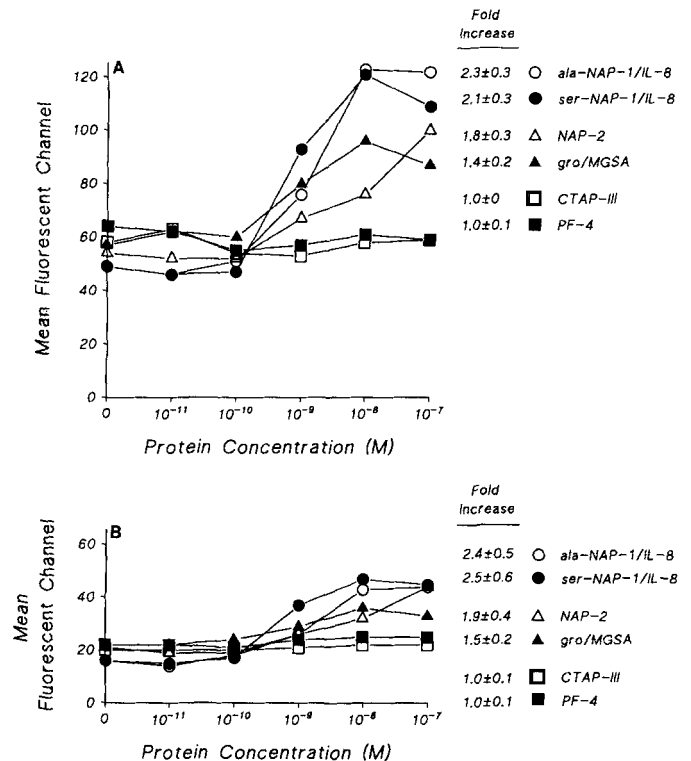 Fold
Increase
A
120
100
80
60
40
20
0
Mean Fluorescent Channel
0 10⁻¹¹ 10⁻¹⁰ 10⁻⁹ 10⁻⁸ 10⁻⁷
Protein Concentration (M)
2.3±0.3 ala-NAP-1/IL-8
2.1±0.3 ser-NAP-1/IL-8
1.8±0.3 NAP-2
1.4±0.2 gro/MGSA
1.0±0 CTAP-III
1.0±0.1 PF-4
Fold
Increase
B
60
40
20
0
Mean
Fluorescent Channel
0 10⁻¹¹ 10⁻¹⁰ 10⁻⁹ 10⁻⁸ 10⁻⁷
Protein Concentration (M)
2.4±0.5 ala-NAP-1/IL-8
2.5±0.6 ser-NAP-1/IL-8
1.9±0.4 NAP-2
1.5±0.2 gro/MGSA
1.0±0.1 CTAP-III
1.0±0.1 PF-4